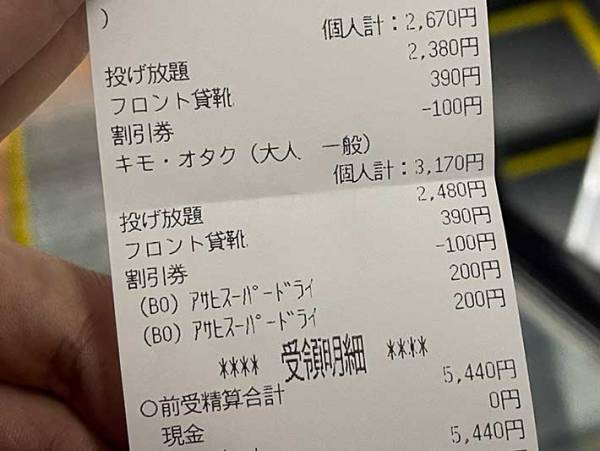 )
個人計：2,670円
投げ放題 2,380円
フロント貸靴 390円
割引券 -100円
キモ・オタク（大人 一般）
個人計：3,170円
投げ放題 2,480円
フロント貸靴 390円
割引券 -100円
(BO) ｱｻﾋｽｰﾊﾟｰﾄﾞﾗｲ 200円
(BO) ｱｻﾋｽｰﾊﾟｰﾄﾞﾗｲ 200円
**** 受領明細 ****
○前受精算合計 5,440円
現金 0円
5,440円